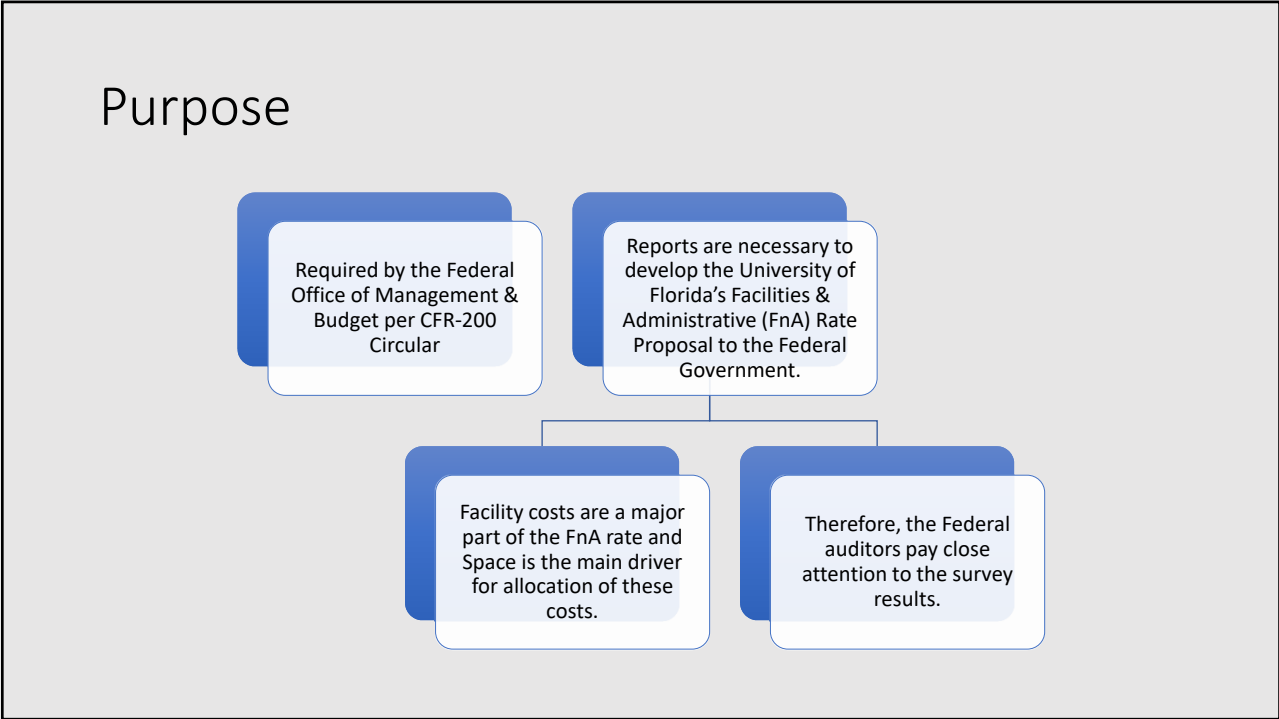 Purpose
Required by the Federal
Office of Management &
Budget per CFR-200
Circular
Reports are necessary to
develop the University of
Florida’s Facilities &
Administrative (FnA) Rate
Proposal to the Federal
Government.
Facility costs are a major
part of the FnA rate and
Space is the main driver
for allocation of these
costs.
Therefore, the Federal
auditors pay close
attention to the survey
results.